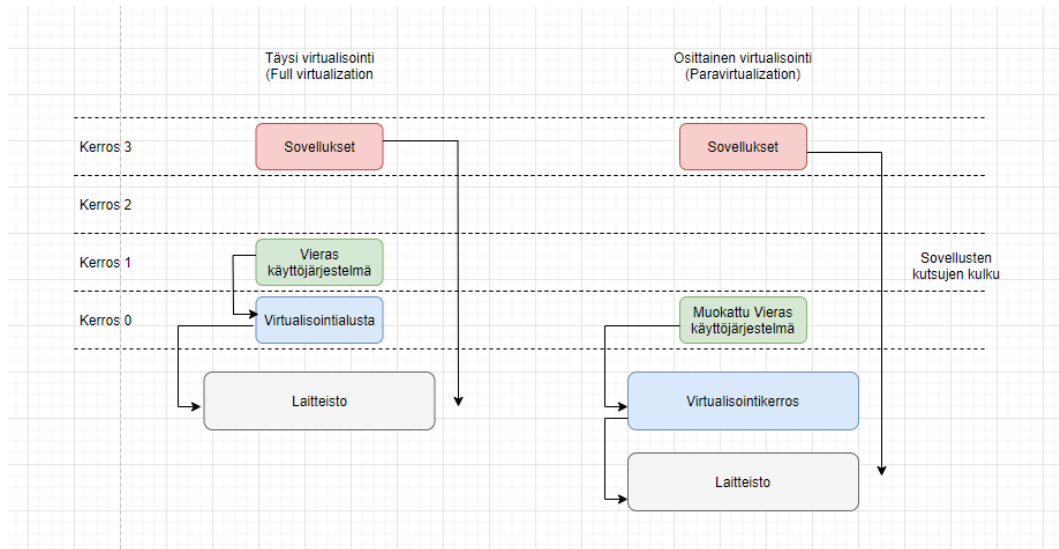 Täysi virtualisointi
(Full virtualization
Osittainen virtualisointi
(Paravirtualization)
Kerros 3
Sovellukset
Sovellukset
Kerros 2
Kerros 1
Vieras
käyttöjärjestelmä
Sovellusten
kutsujen kulku
Kerros 0
Virtualisointialusta
Muokattu Vieras
käyttöjärjestelmä
Laitteisto
Virtualisointikerros
Laitteisto